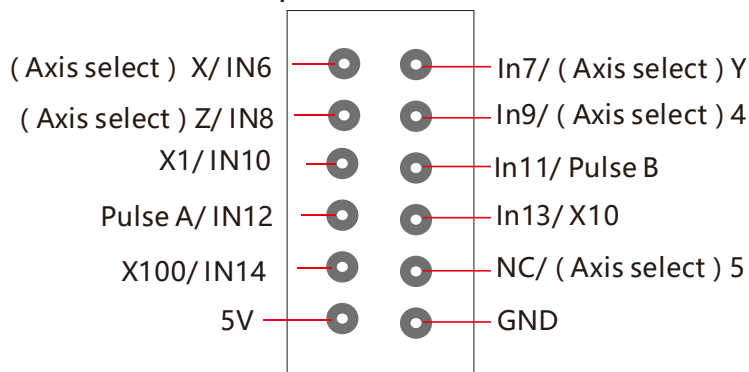 ( Axis select ) X/ IN6
In7/ ( Axis select ) Y
( Axis select ) Z/ IN8
In9/ ( Axis select ) 4
X1/ IN10
In11/ Pulse B
Pulse A/ IN12
In13/ X10
X100/ IN14
NC/ ( Axis select ) 5
5V
GND